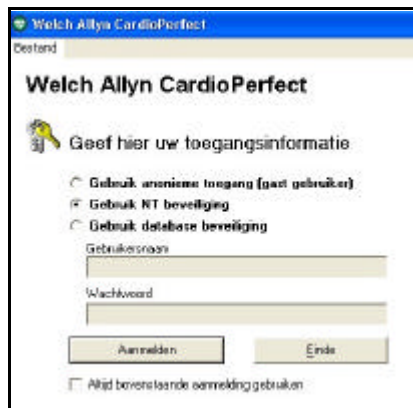 Welch Allyn CardioPerfect
Bestand
Welch Allyn CardioPerfect
Geef hier uw toegangsinformatie
Gebruik anonieme toegang (gast gebruiker)
Gebruik NT beveiliging
Gebruik database beveiliging
Gebruikersnaam
Wachtwoord
Aanmelden Einde
Altijd bovenstaande aanmelding gebruiken